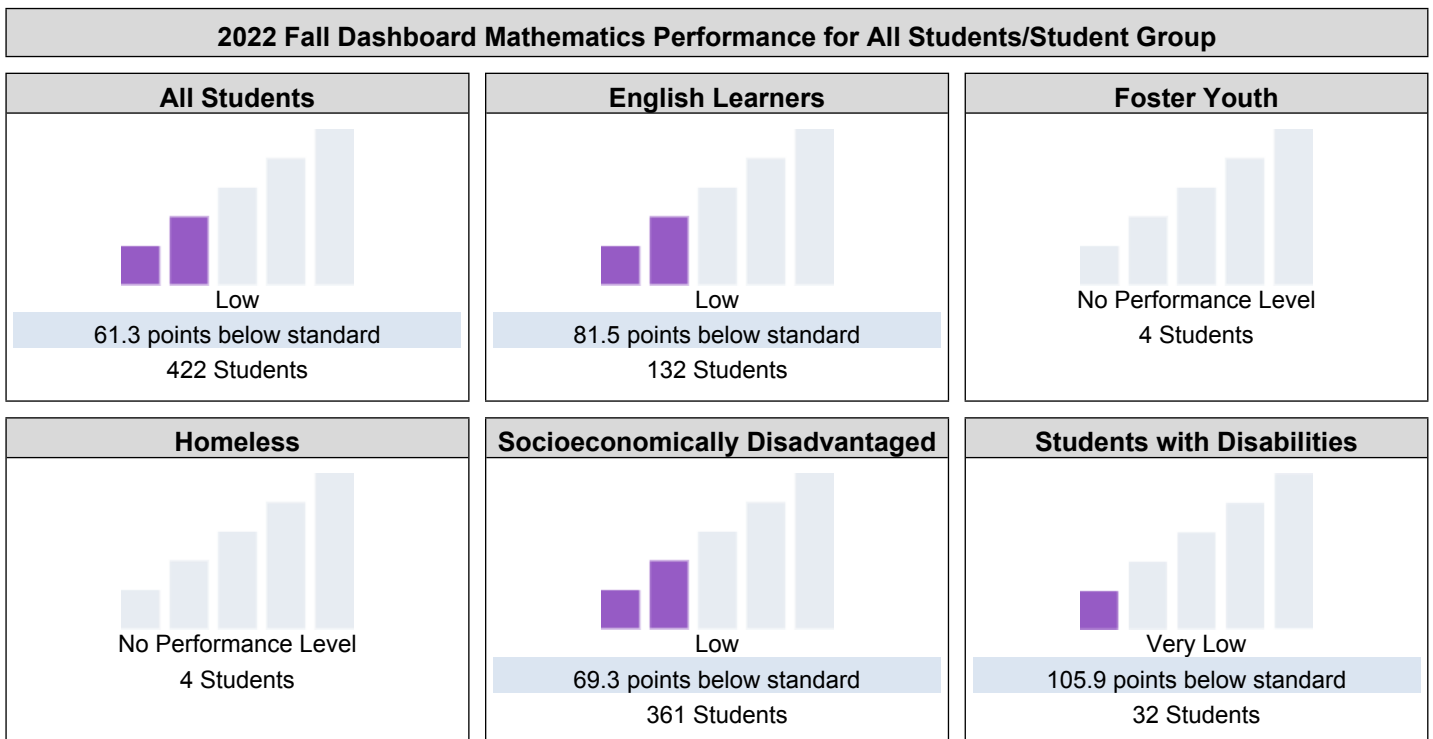 2022 Fall Dashboard Mathematics Performance for All Students/Student Group
All Students
Low
61.3 points below standard
422 Students
English Learners
Low
81.5 points below standard
132 Students
Foster Youth
No Performance Level
4 Students
Homeless
No Performance Level
4 Students
Socioeconomically Disadvantaged
Low
69.3 points below standard
361 Students
Students with Disabilities
Very Low
105.9 points below standard
32 Students